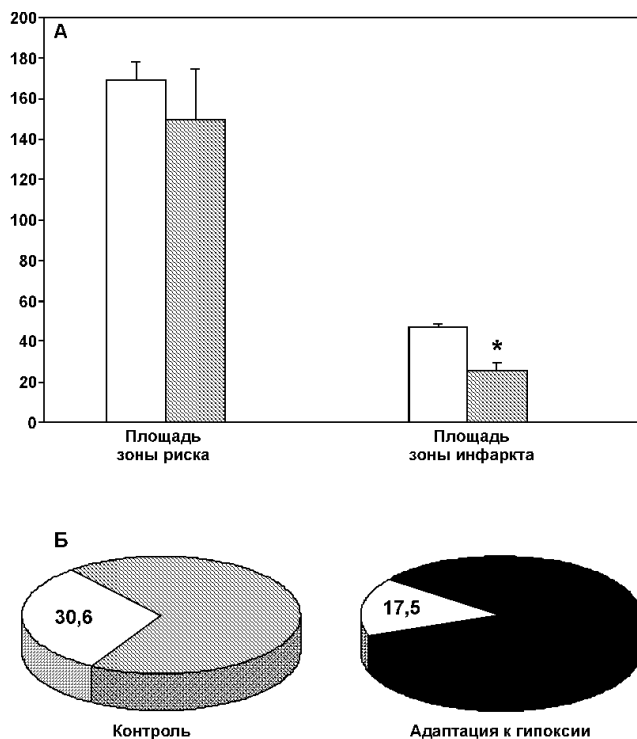 А
200
180
160
140
120
100
80
60
40
20
0
*
Площадь
зоны риска
Площадь
зоны инфаркта
Б
30,6
17,5
Контроль
Адаптация к гипоксии